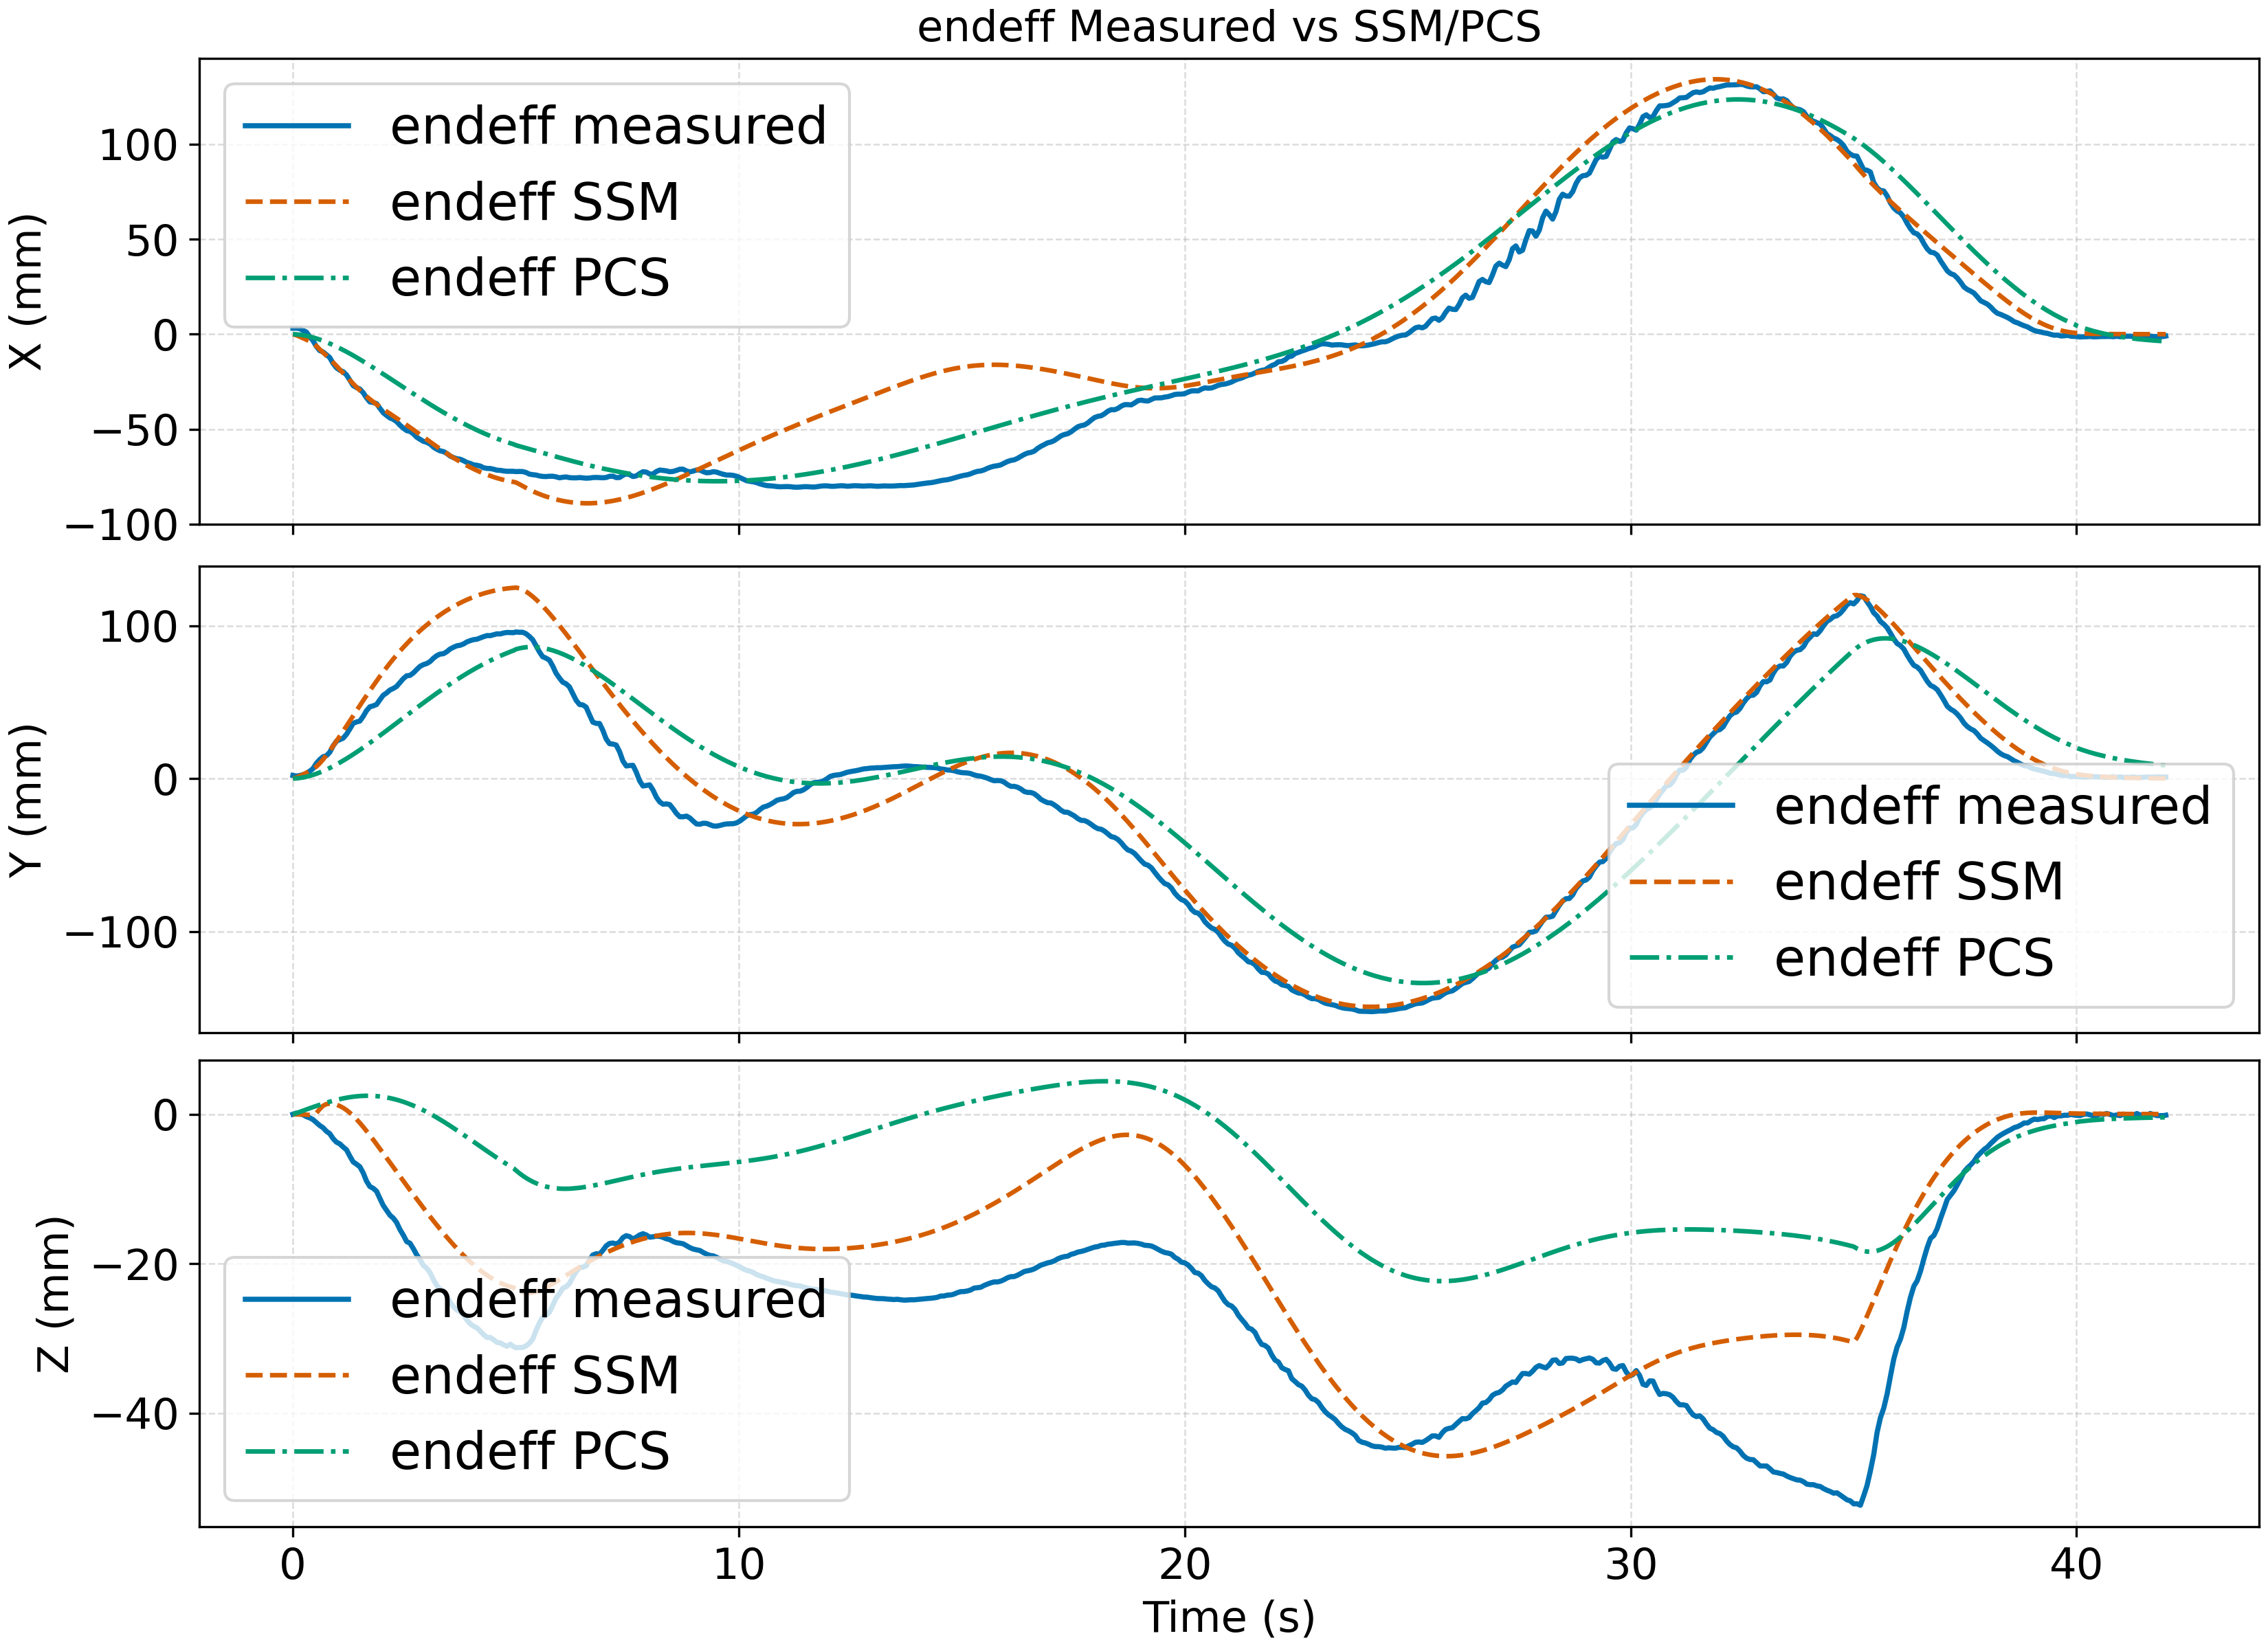 endeff Measured vs SSM/PCS
X (mm)
100
50
0
−50
−100
endeff measured
endeff SSM
endeff PCS
Y (mm)
100
0
−100
endeff measured
endeff SSM
endeff PCS
Z (mm)
0
−20
−40
endeff measured
endeff SSM
endeff PCS
0 10 20 30 40
Time (s)